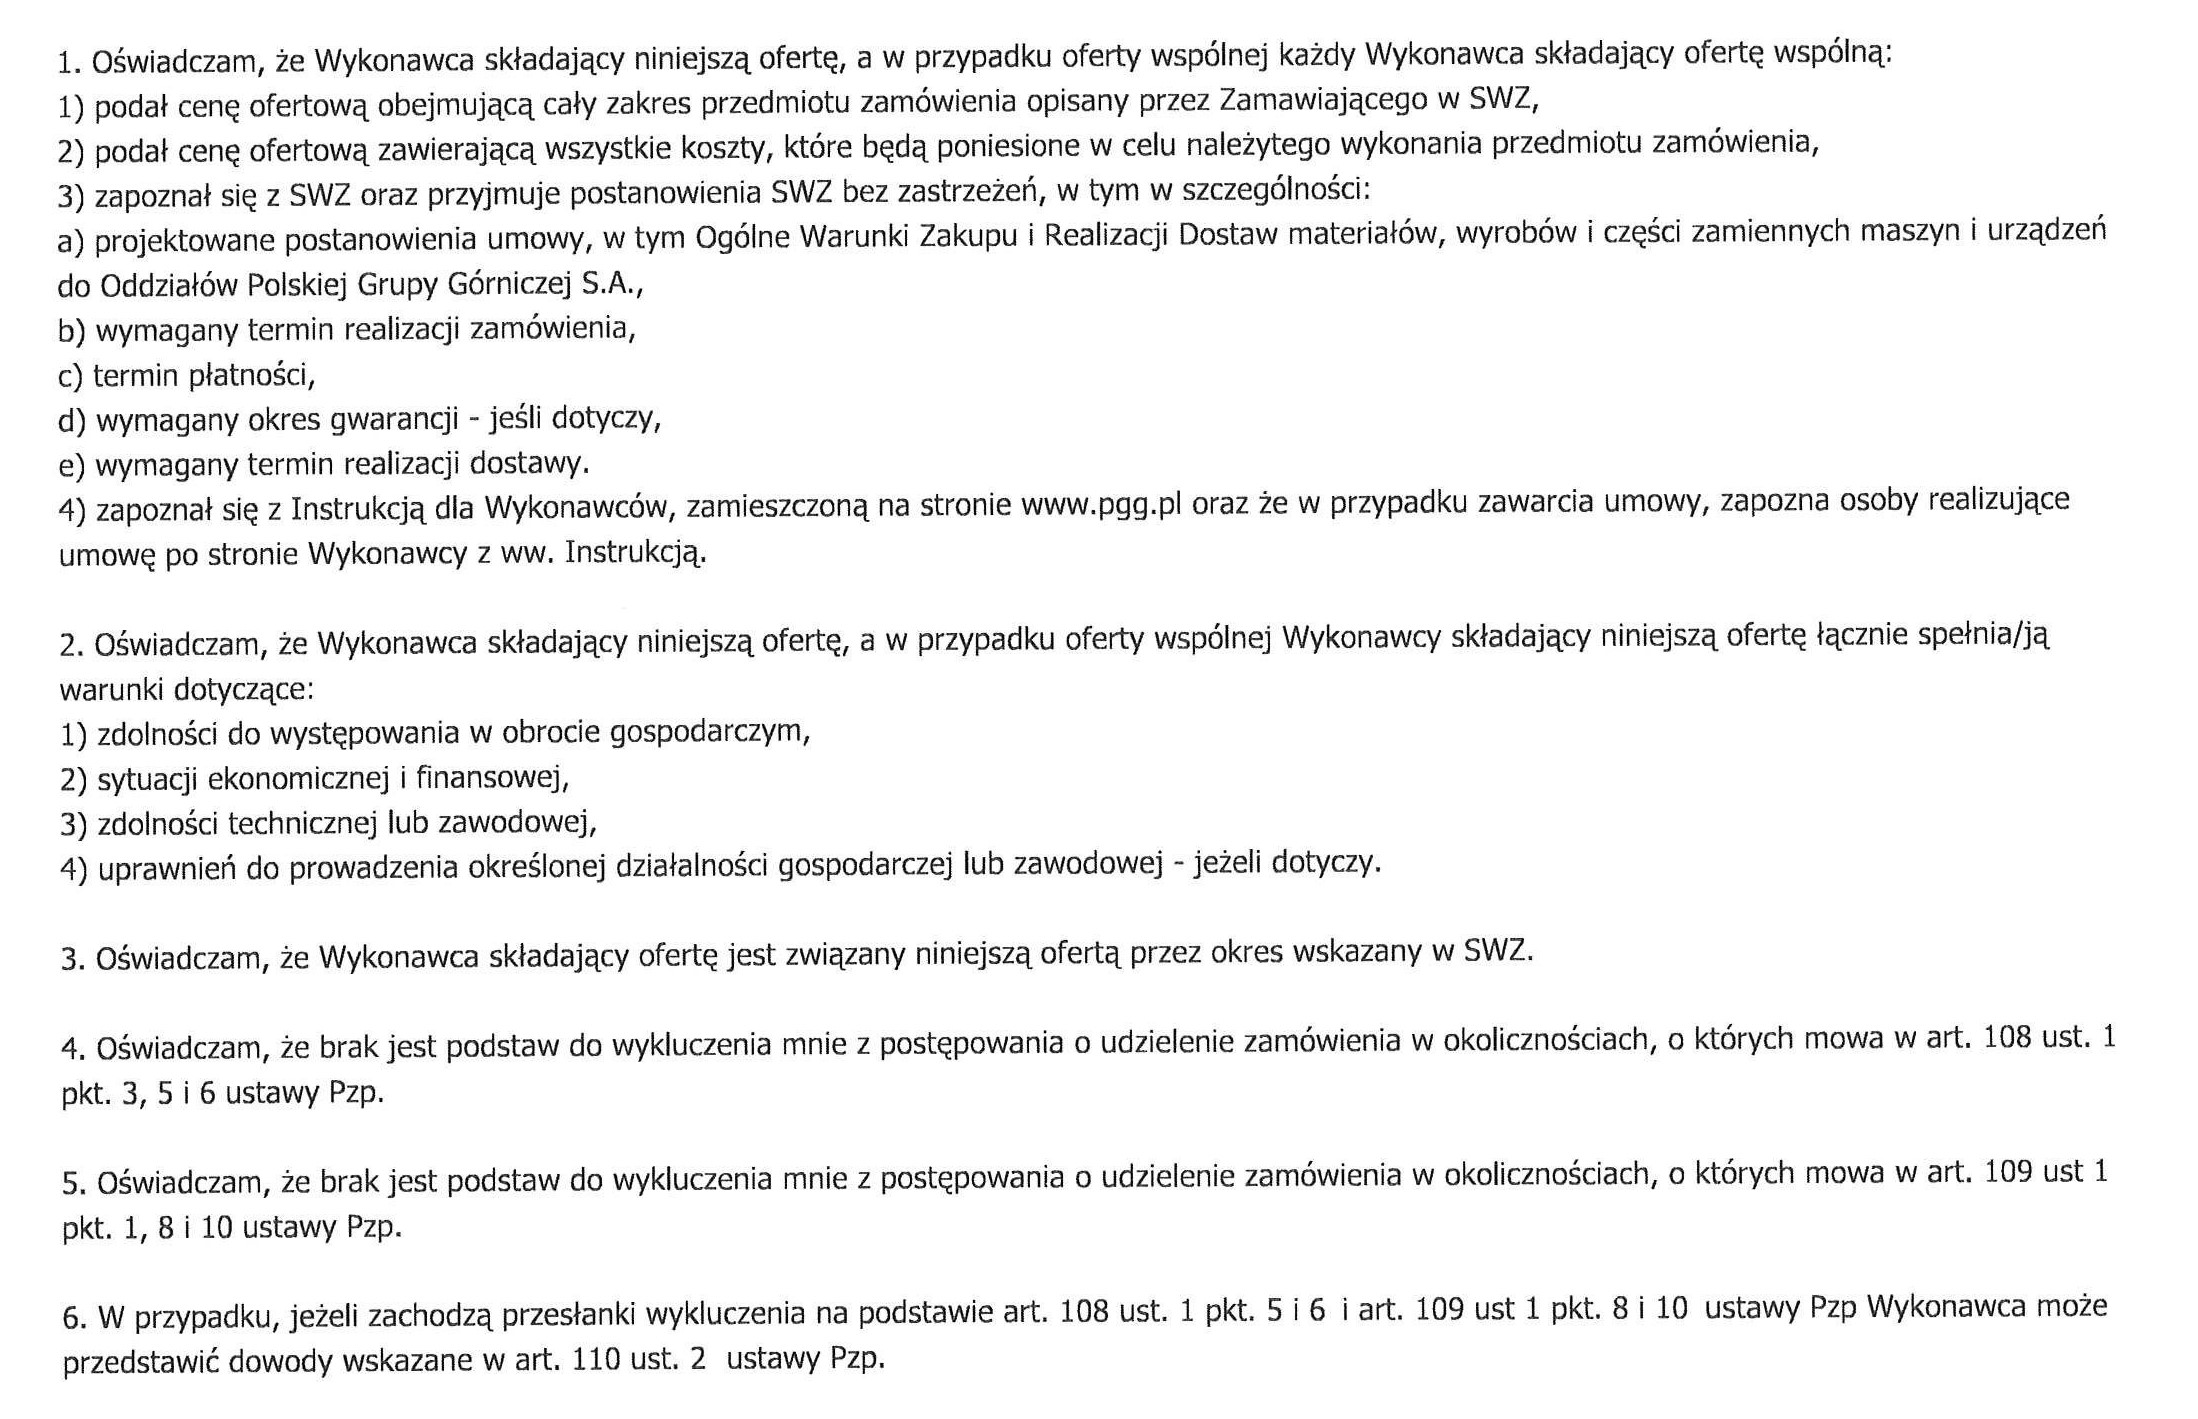 1. Oświadczam, że Wykonawca składający niniejszą ofertę, a w przypadku oferty wspólnej każdy Wykonawca składający ofertę wspólną:
1) podał cenę ofertową obejmującą cały zakres przedmiotu zamówienia opisany przez Zamawiającego w SWZ,
2) podał cenę ofertową zawierającą wszystkie koszty, które będą poniesione w celu należytego wykonania przedmiotu zamówienia,
3) zapoznał się z SWZ oraz przyjmuje postanowienia SWZ bez zastrzeżeń, w tym w szczególności:
a) projektowane postanowienia umowy, w tym Ogólne Warunki Zakupu i Realizacji Dostaw materiałów, wyrobów i części zamiennych maszyn i urządzeń
do Oddziałów Polskiej Grupy Górniczej S.A.,
b) wymagany termin realizacji zamówienia,
c) termin płatności,
d) wymagany okres gwarancji - jeśli dotyczy,
e) wymagany termin realizacji dostawy.
4) zapoznał się z Instrukcją dla Wykonawców, zamieszczoną na stronie www.pgg.pl oraz że w przypadku zawarcia umowy, zapozna osoby realizujące
umowę po stronie Wykonawcy z ww. Instrukcją.
2. Oświadczam, że Wykonawca składający niniejszą ofertę, a w przypadku oferty wspólnej Wykonawcy składający niniejszą ofertę łącznie spełnia/ją
warunki dotyczące:
1) zdolności do występowania w obrocie gospodarczym,
2) sytuacji ekonomicznej i finansowej,
3) zdolności technicznej lub zawodowej,
4) uprawnień do prowadzenia określonej działalności gospodarczej lub zawodowej - jeżeli dotyczy.
3. Oświadczam, że Wykonawca składający ofertę jest związany niniejszą ofertą przez okres wskazany w SWZ.
4. Oświadczam, że brak jest podstaw do wykluczenia mnie z postępowania o udzielenie zamówienia w okolicznościach, o których mowa w art. 108 ust. 1
pkt. 3, 5 i 6 ustawy Pzp.
5. Oświadczam, że brak jest podstaw do wykluczenia mnie z postępowania o udzielenie zamówienia w okolicznościach, o których mowa w art. 109 ust 1
pkt. 1, 8 i 10 ustawy Pzp.
6. W przypadku, jeżeli zachodzą przesłanki wykluczenia na podstawie art. 108 ust. 1 pkt. 5 i 6 i art. 109 ust 1 pkt. 8 i 10 ustawy Pzp Wykonawca może
przedstawić dowody wskazane w art. 110 ust. 2 ustawy Pzp.